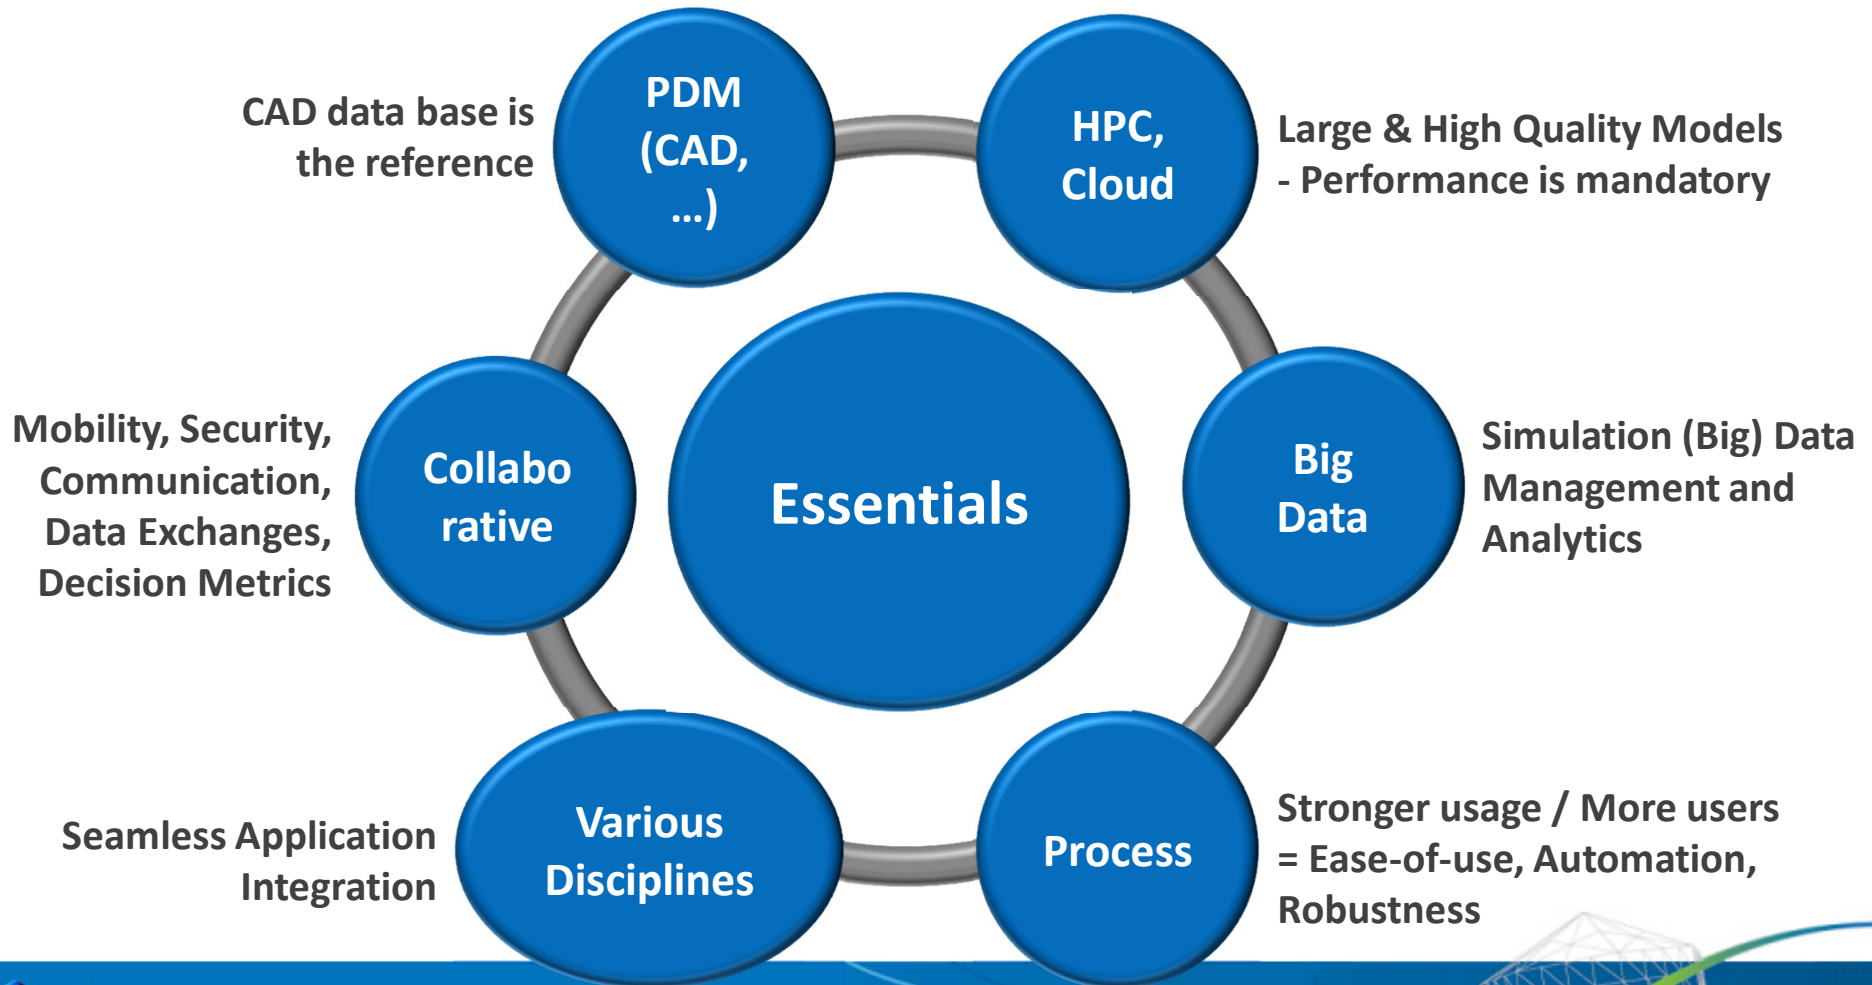 PDM
(CAD,
...)
CAD data base is
the reference
HPC,
Cloud
Large & High Quality Models
- Performance is mandatory
Collabo
rative
Mobility, Security,
Communication,
Data Exchanges,
Decision Metrics
Essentials
Big
Data
Simulation (Big) Data
Management and
Analytics
Various
Disciplines
Seamless Application
Integration
Process
Stronger usage / More users
= Ease-of-use, Automation,
Robustness